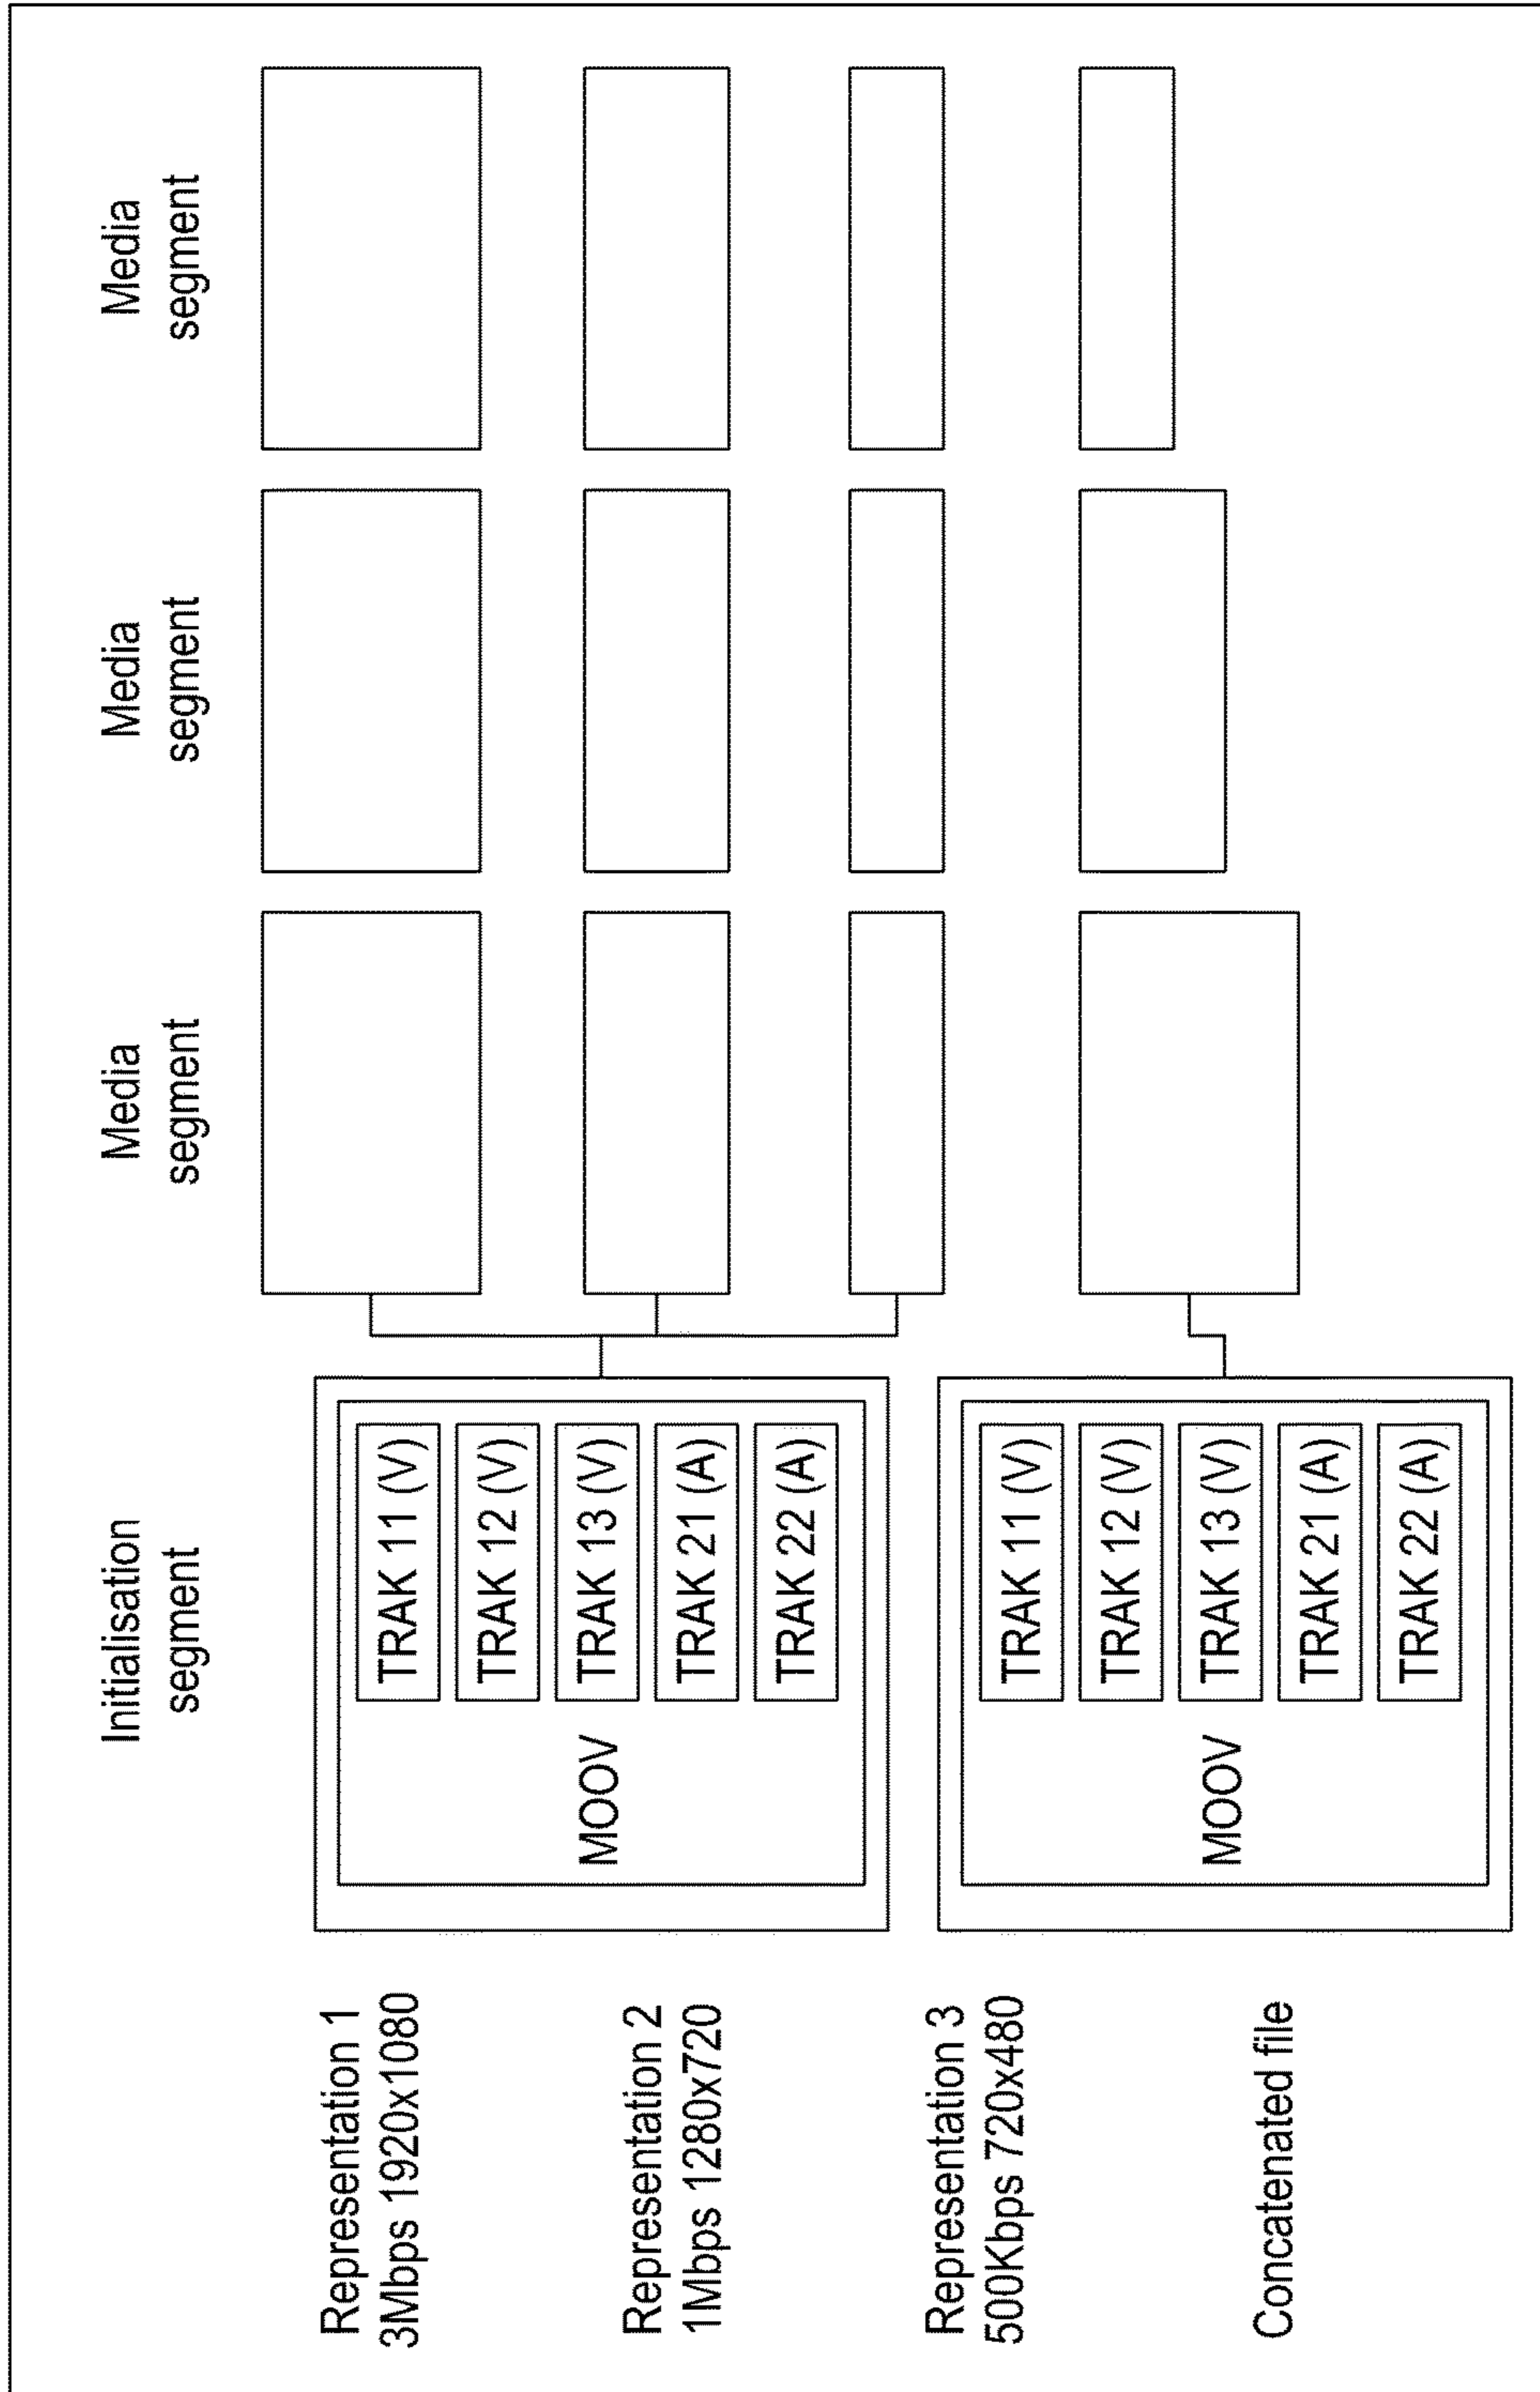 Initialisation
segment
Media
segment
Media
segment
Media
segment
Representation 1
3Mbps 1920x1080
Representation 2
1Mbps 1280x720
Representation 3
500Kbps 720x480
Concatenated file
MOOV
TRAK 11 (V)
TRAK 12 (V)
TRAK 13 (V)
TRAK 21 (A)
TRAK 22 (A)
MOOV
TRAK 11 (V)
TRAK 12 (V)
TRAK 13 (V)
TRAK 21 (A)
TRAK 22 (A)